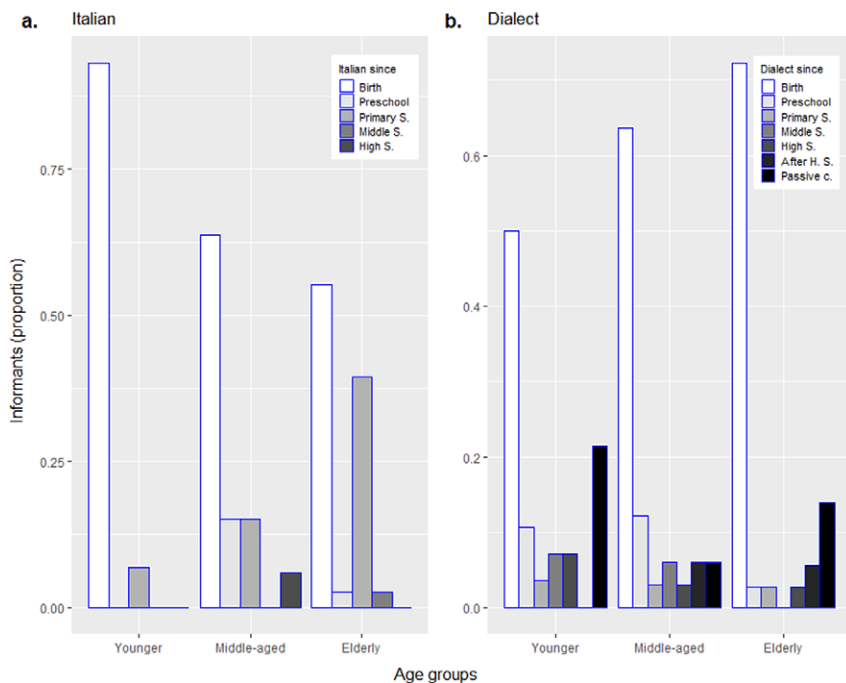 a. Italian
Italian since
Birth
Preschool
Primary S.
Middle S.
High S.
0.75
0.50
0.25
0.00
Younger
Middle-aged
Elderly
b. Dialect
Dialect since
Birth
Preschool
Primary S.
Middle S.
High S.
After H. S.
Passive c.
0.6
0.4
0.2
0.0
Younger
Middle-aged
Elderly
Informants (proportion)
Age groups